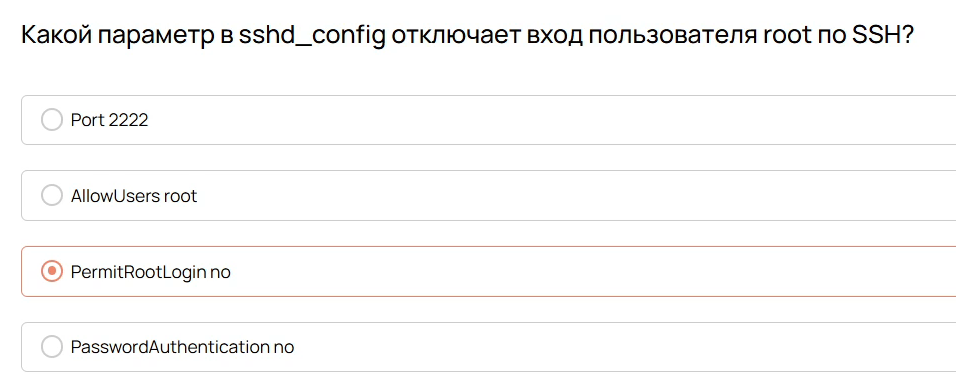 Какой параметр в sshd_config отключает вход пользователя root по SSH?
Port 2222
AllowUsers root
PermitRootLogin no
PasswordAuthentication no